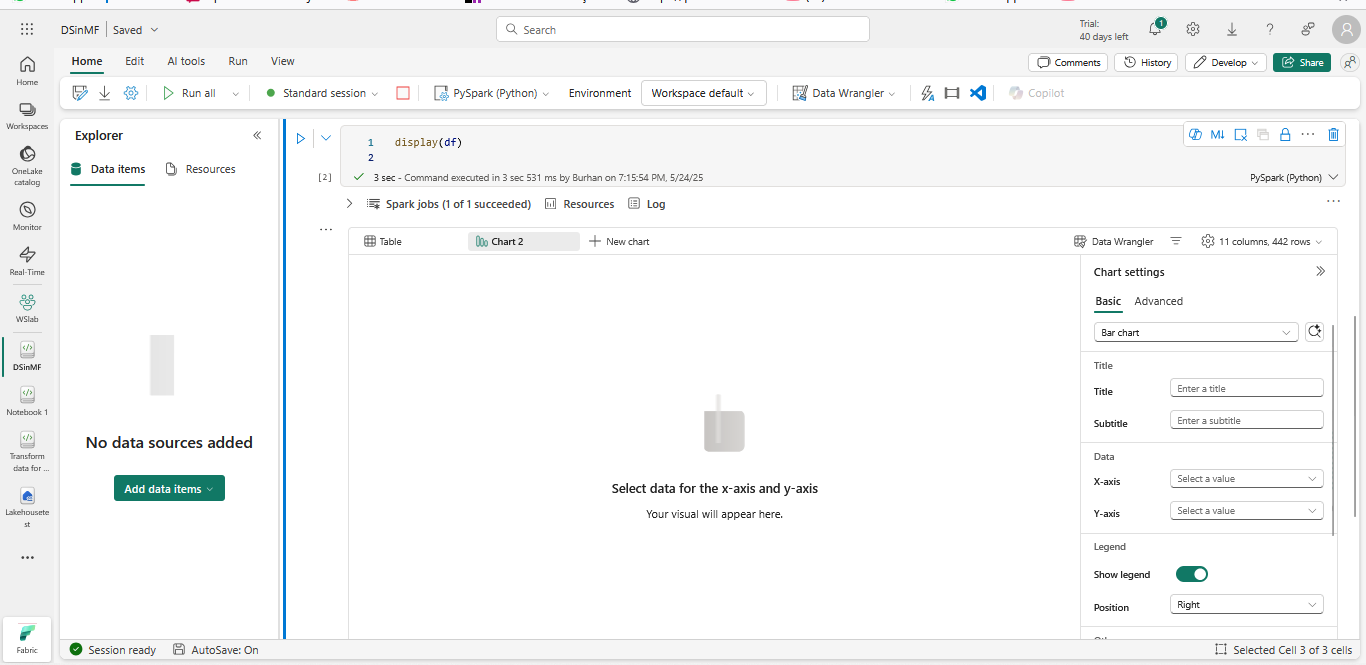 DSinMF
Saved
Search
Trial:
40 days left
1
Home
Edit
AI tools
Run
View
Comments
History
Develop
Share
Run all
Standard session
PySpark (Python)
Environment
Workspace default
Data Wrangler
Copilot
Home
Workspaces
OneLake
catalog
Monitor
Real-Time
WSlab
DSinMF
Notebook 1
Transform
data for ...
Lakehousete
st
Fabric
Explorer
Data items
Resources
No data sources added
Add data items
1 display(df)
2
M↓
[2]
3 sec - Command executed in 3 sec 531 ms by Burhan on 7:15:54 PM, 5/24/25
PySpark (Python)
Spark jobs (1 of 1 succeeded)
Resources
Log
Table
Chart 2
New chart
Data Wrangler
11 columns, 442 rows
Select data for the x-axis and y-axis
Your visual will appear here.
Chart settings
Basic
Advanced
Bar chart
Title
Title
Enter a title
Subtitle
Enter a subtitle
Data
X-axis
Select a value
Y-axis
Select a value
Legend
Show legend
Position
Right
Session ready
AutoSave: On
Selected Cell 3 of 3 cells